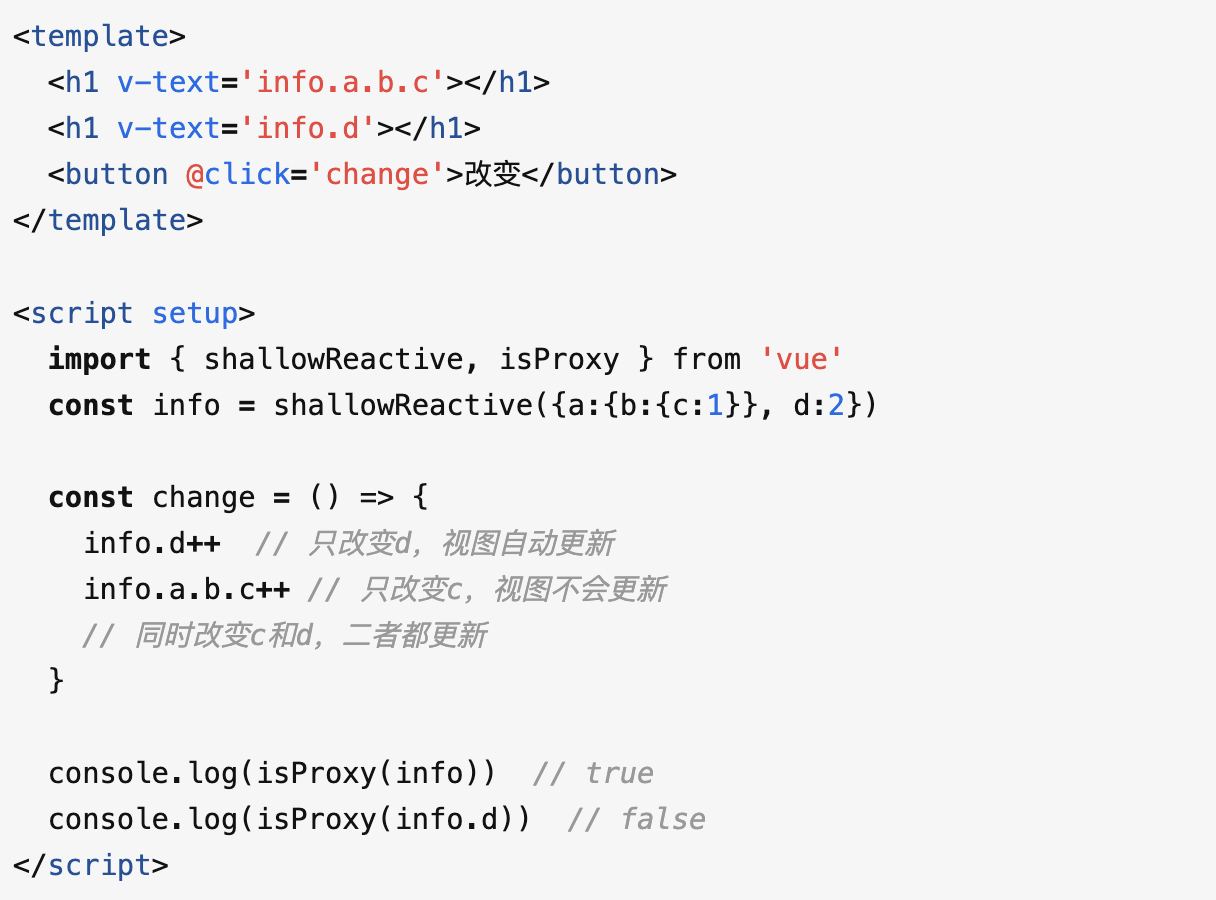 <template>
  <h1 v-text='info.a.b.c'></h1>
  <h1 v-text='info.d'></h1>
  <button @click='change'>改变</button>
</template>

<script setup>
  import { shallowReactive, isProxy } from 'vue'
  const info = shallowReactive({a:{b:{c:1}}, d:2})

  const change = () => {
    info.d++  // 只改变d，视图自动更新
    info.a.b.c++ // 只改变c，视图不会更新
    // 同时改变c和d，二者都更新
  }

  console.log(isProxy(info))  // true
  console.log(isProxy(info.d))  // false
</script>